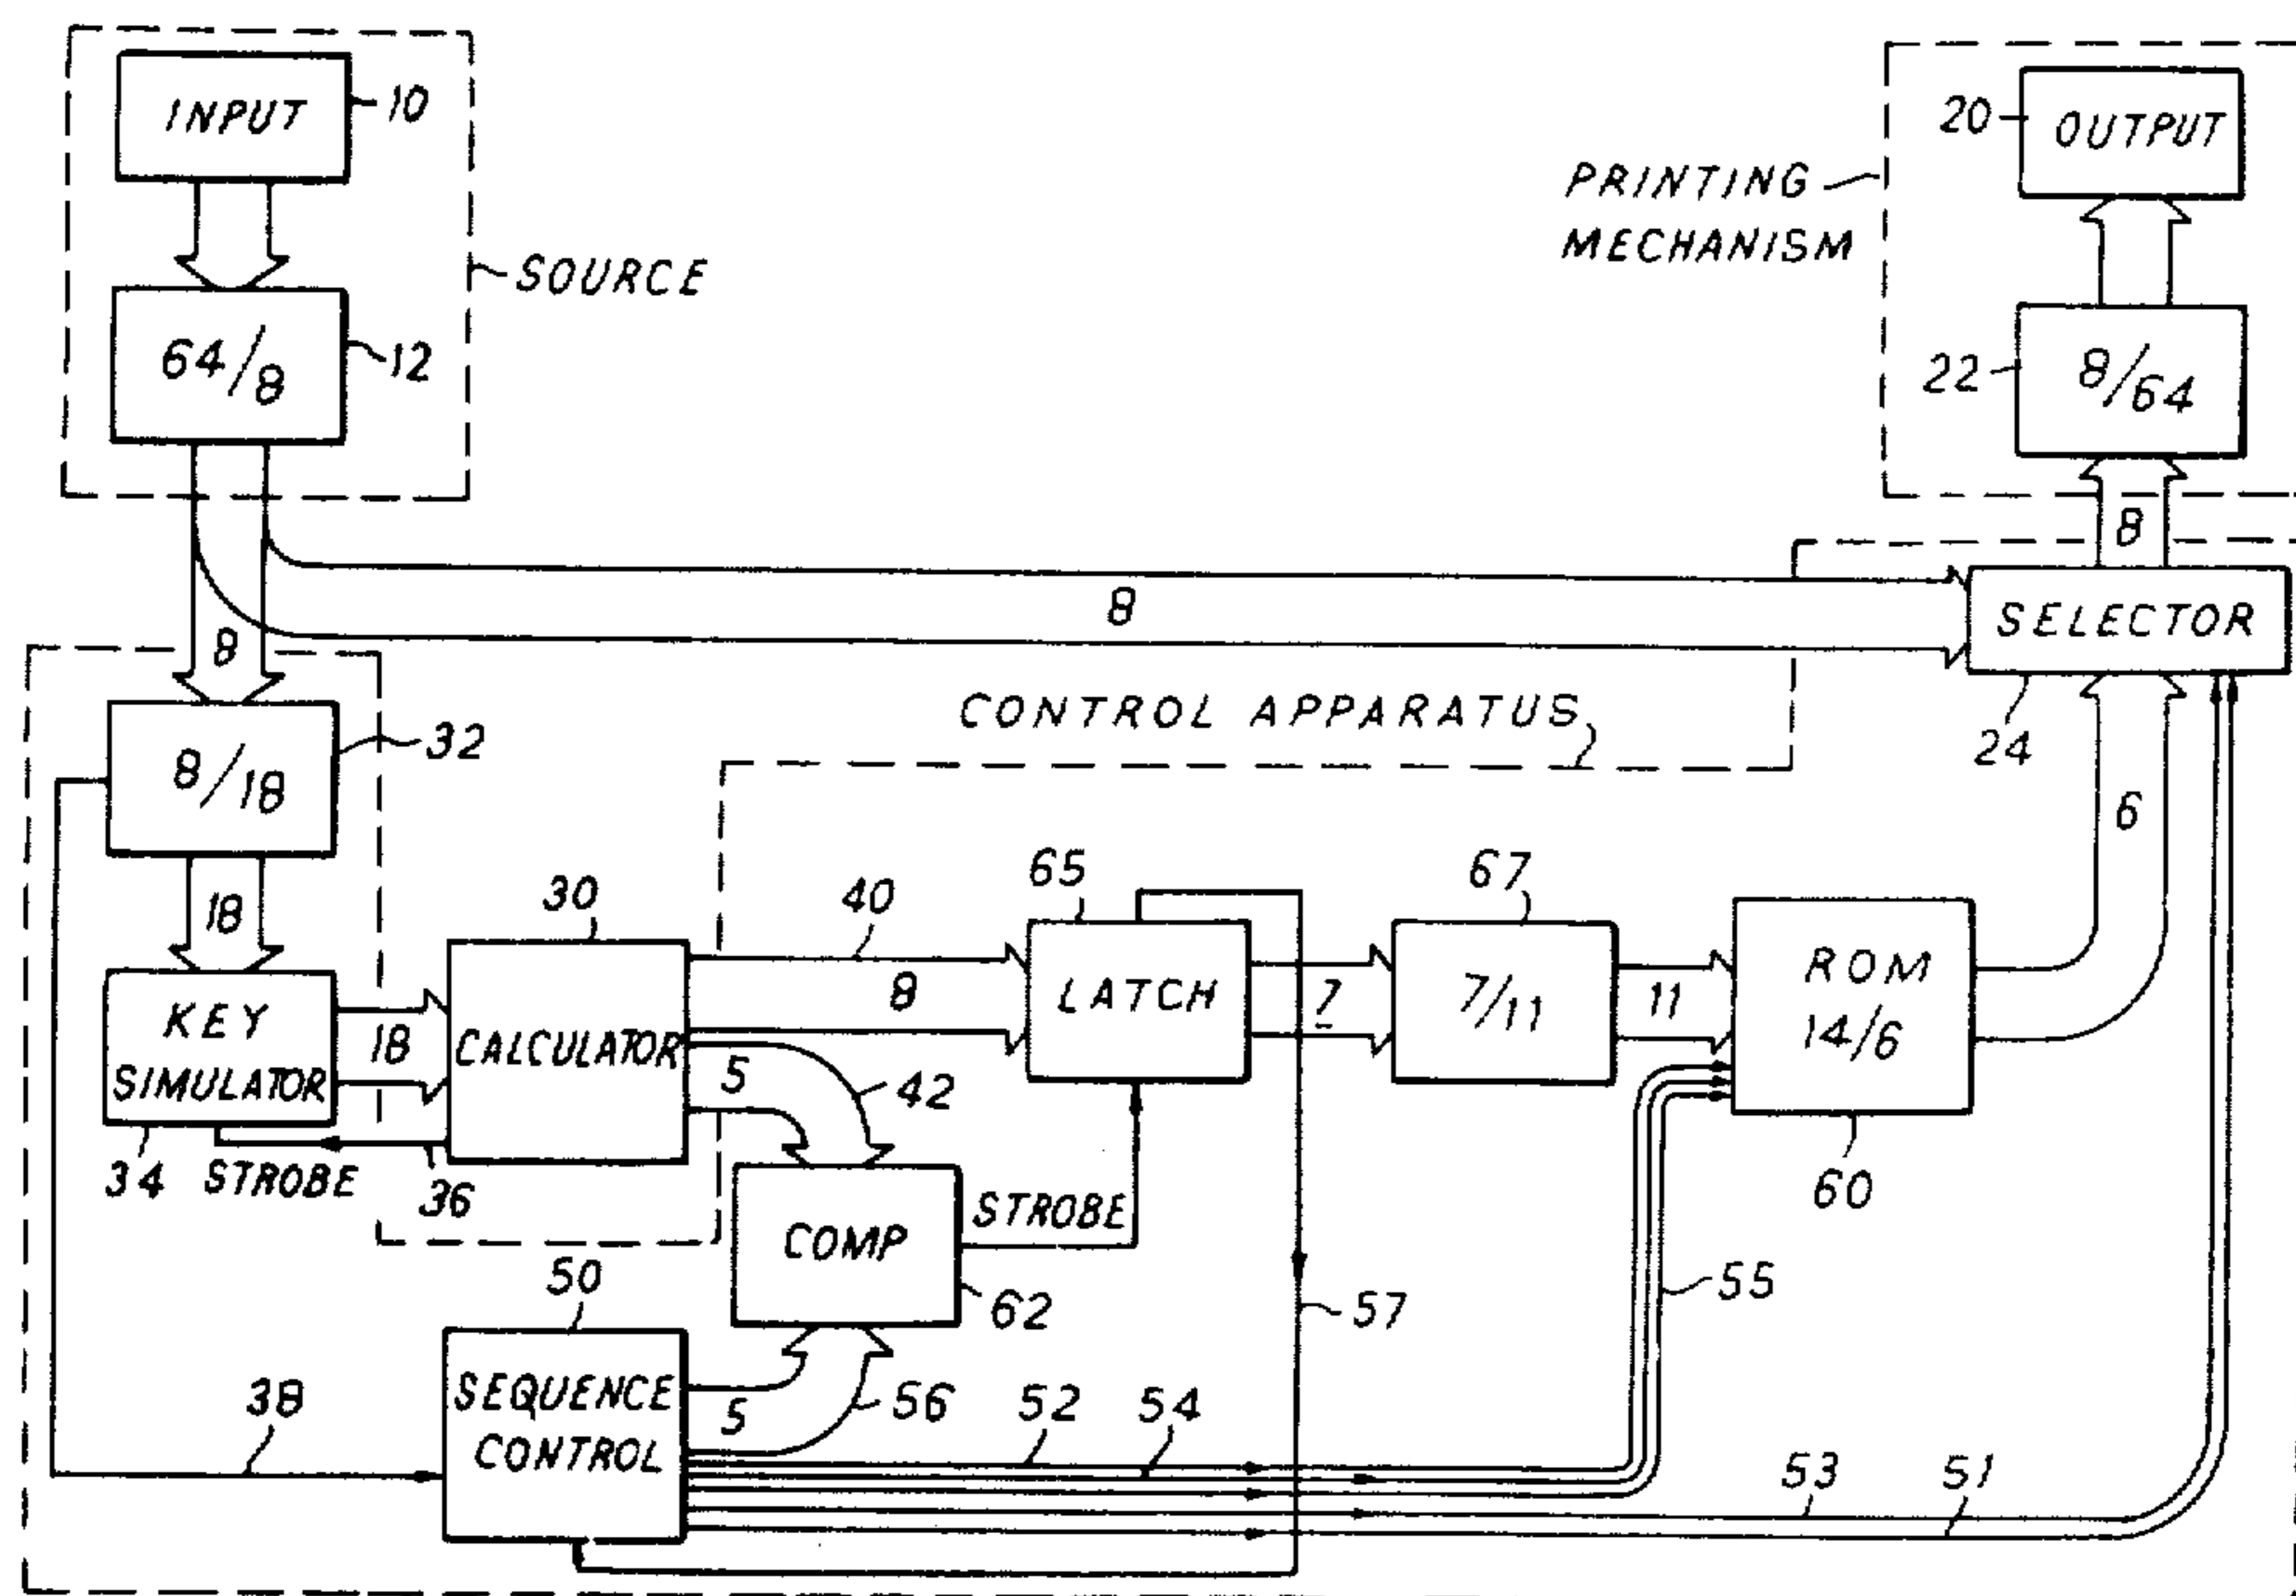 INPUT
10
64/8
12
SOURCE
PRINTING
MECHANISM
20
OUTPUT
22
8/64
8
8
8
SELECTOR
24
CONTROL APPARATUS
8/18
32
18
KEY
SIMULATOR
34
STROBE
36
18
30
CALCULATOR
40
8
5
42
65
LATCH
7
67
7/11
11
ROM
14/6
60
6
COMP
62
STROBE
57
55
50
SEQUENCE
CONTROL
38
5
56
52
54
53
51